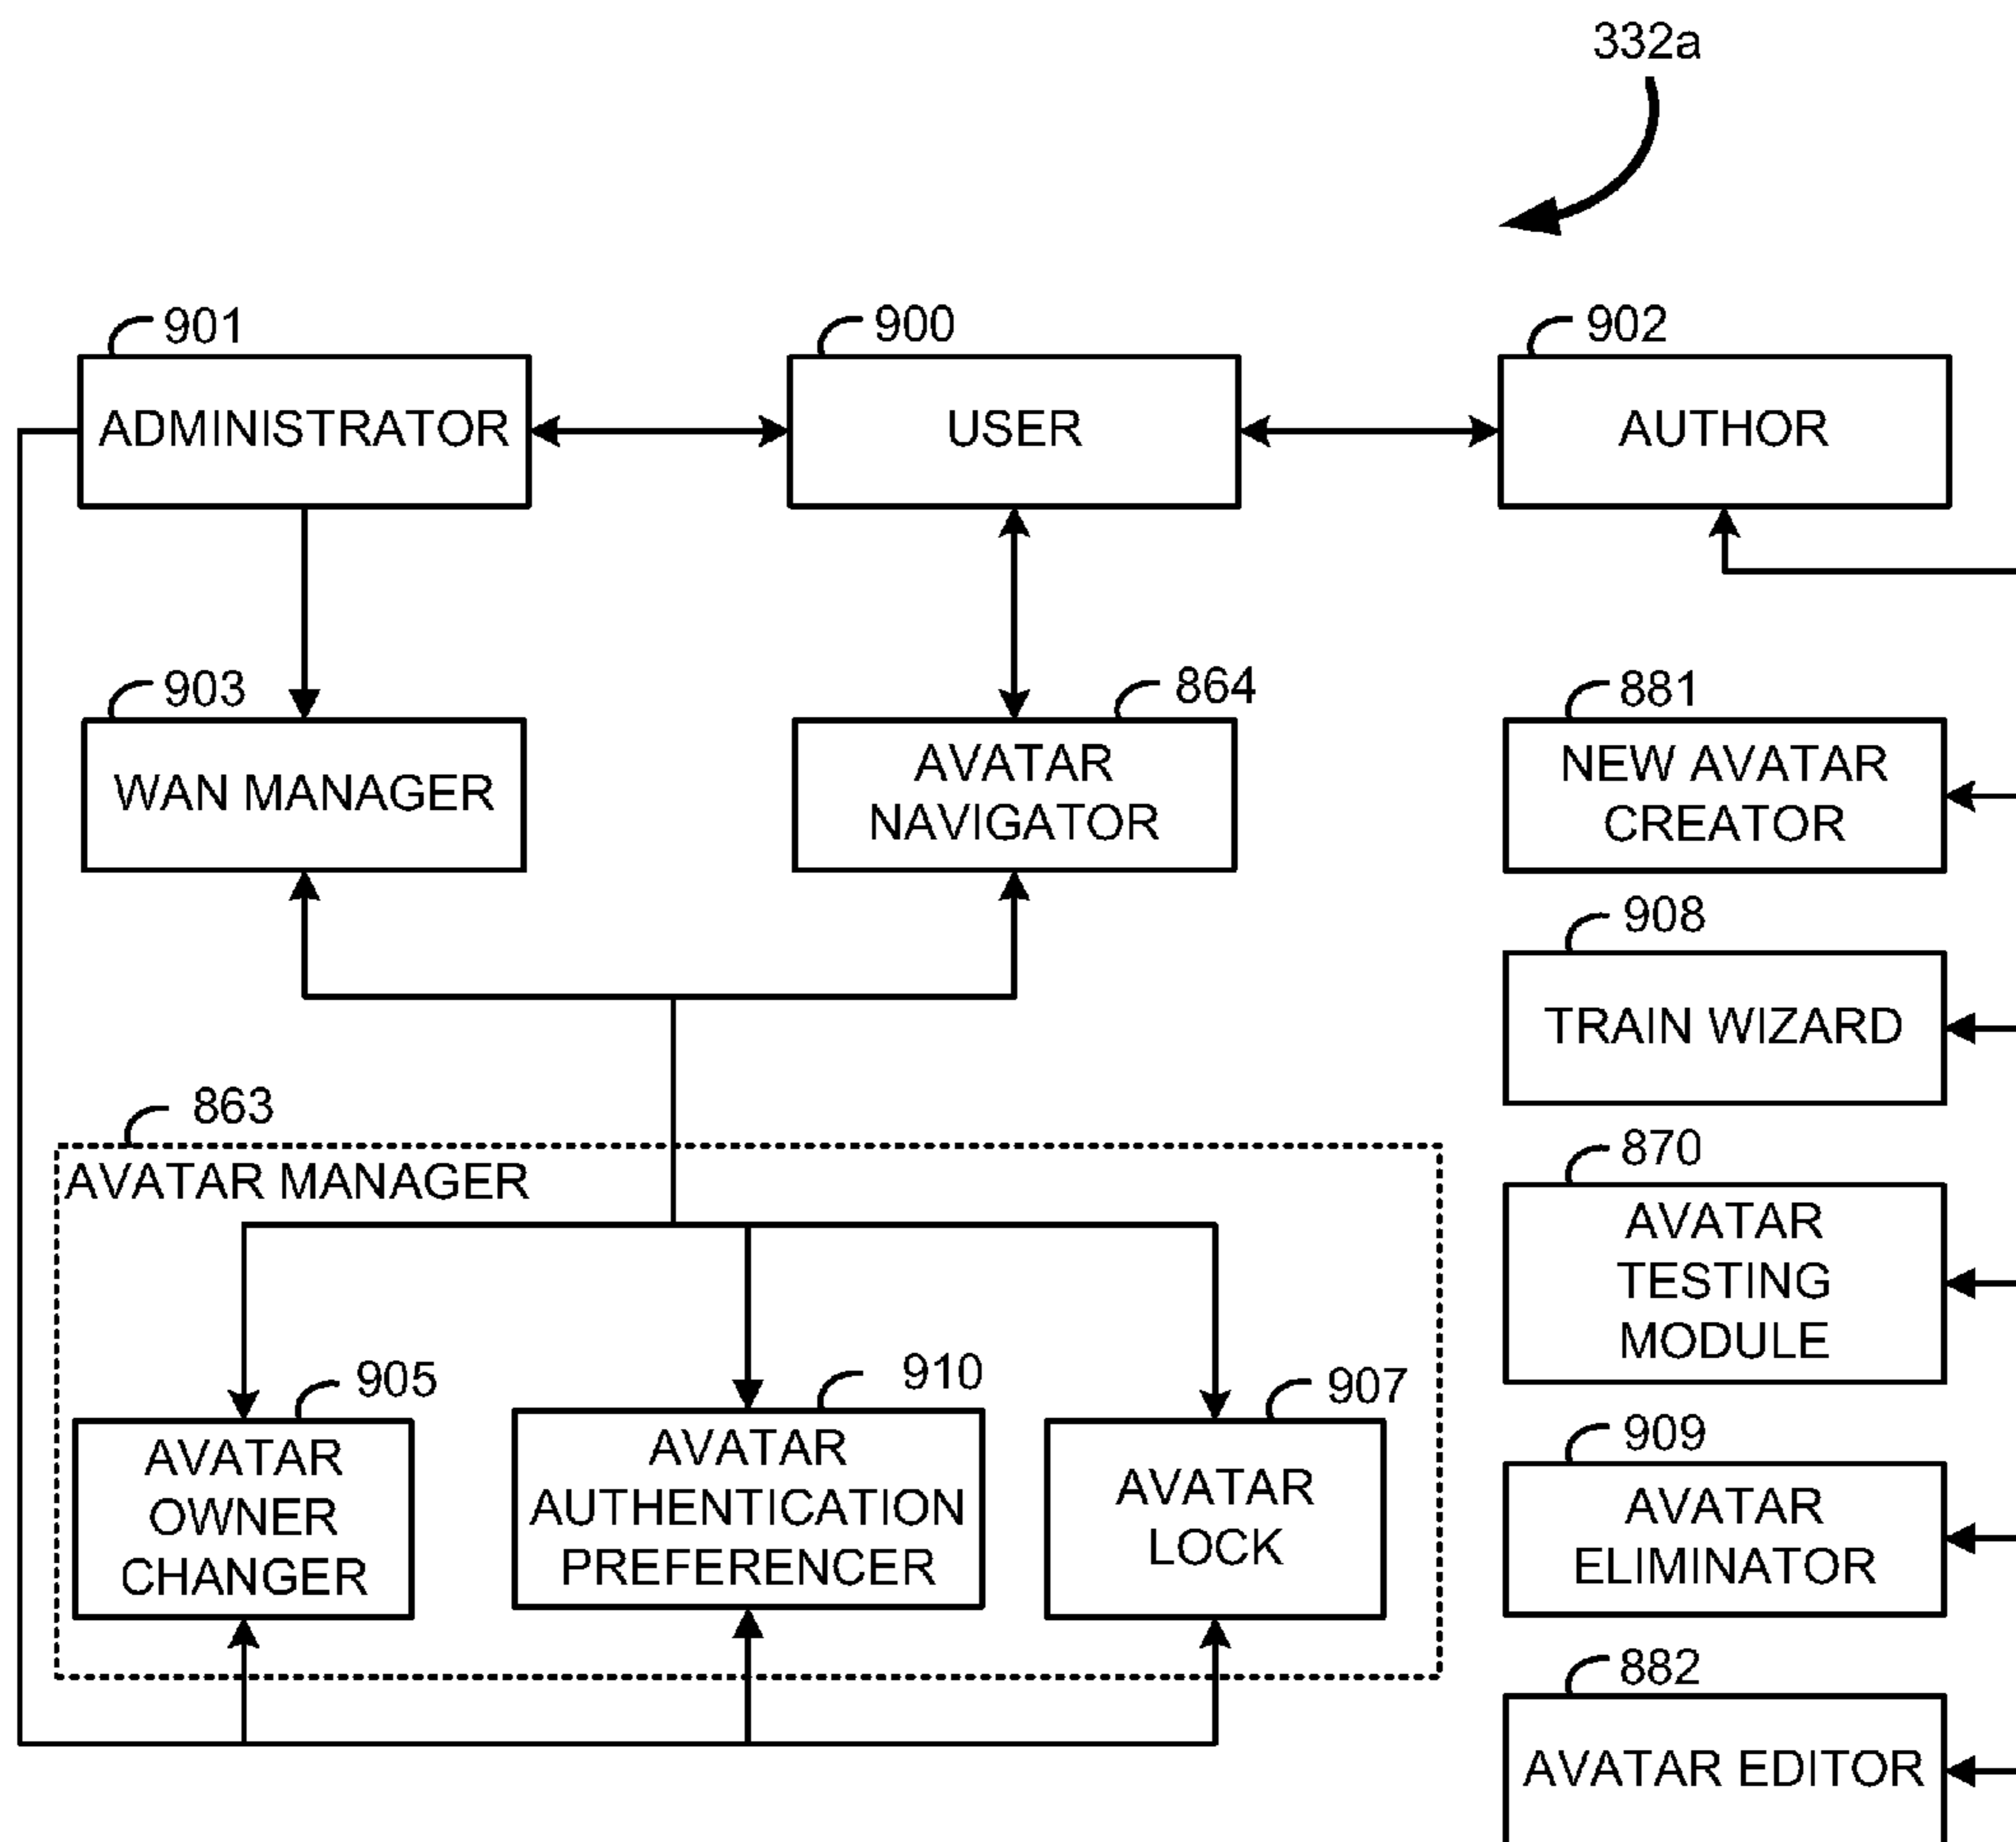 332a
901
ADMINISTRATOR
900
USER
902
AUTHOR
903
WAN MANAGER
864
AVATAR
NAVIGATOR
881
NEW AVATAR
CREATOR
908
TRAIN WIZARD
863
AVATAR MANAGER
870
AVATAR
TESTING
MODULE
905
AVATAR
OWNER
CHANGER
910
AVATAR
AUTHENTICATION
PREFERENCER
907
AVATAR
LOCK
909
AVATAR
ELIMINATOR
882
AVATAR EDITOR